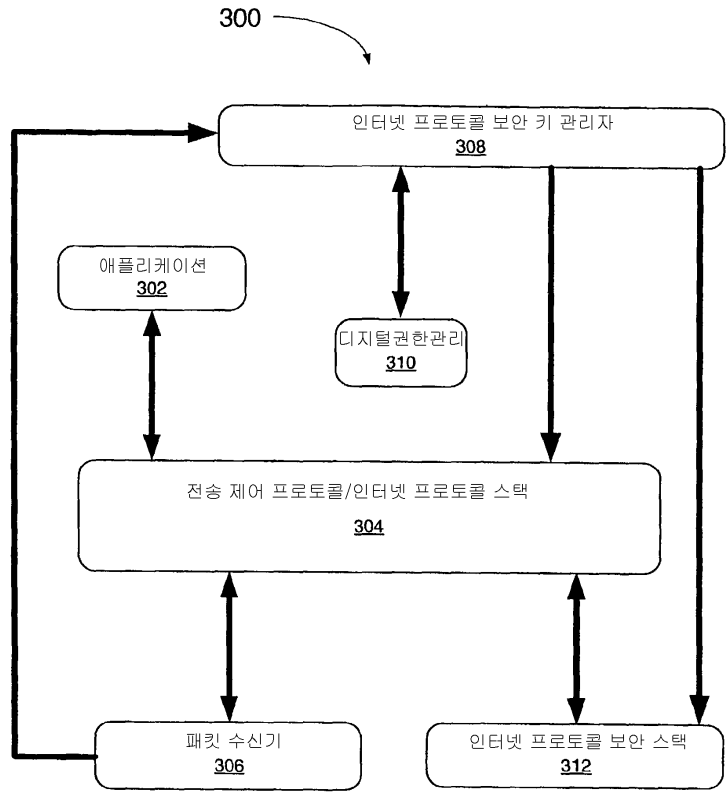 300
인터넷 프로토콜 보안 키 관리자
308
애플리케이션
302
디지털권한관리
310
전송 제어 프로토콜/인터넷 프로토콜 스택
304
패킷 수신기
306
인터넷 프로토콜 보안 스택
312